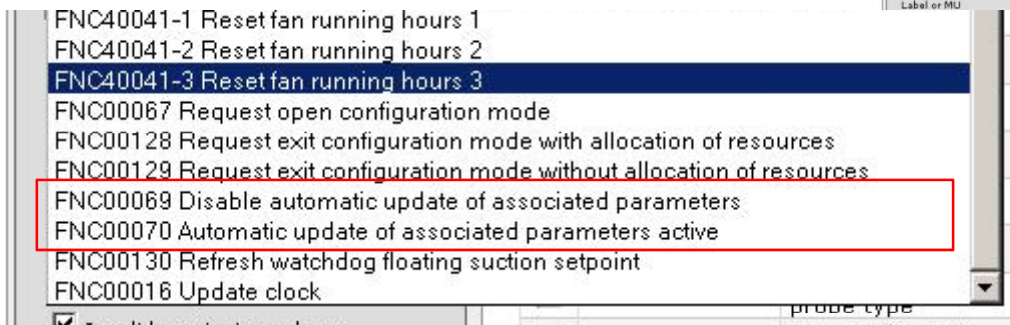 Label or MU
FNC40041-1 Reset fan running hours 1
FNC40041-2 Reset fan running hours 2
FNC40041-3 Reset fan running hours 3
FNC00067 Request open configuration mode
FNC00128 Request exit configuration mode with allocation of resources
FNC00129 Request exit configuration mode without allocation of resources
FNC00069 Disable automatic update of associated parameters
FNC00070 Automatic update of associated parameters active
FNC00130 Refresh watchdog floating suction setpoint
FNC00016 Update clock
probe type